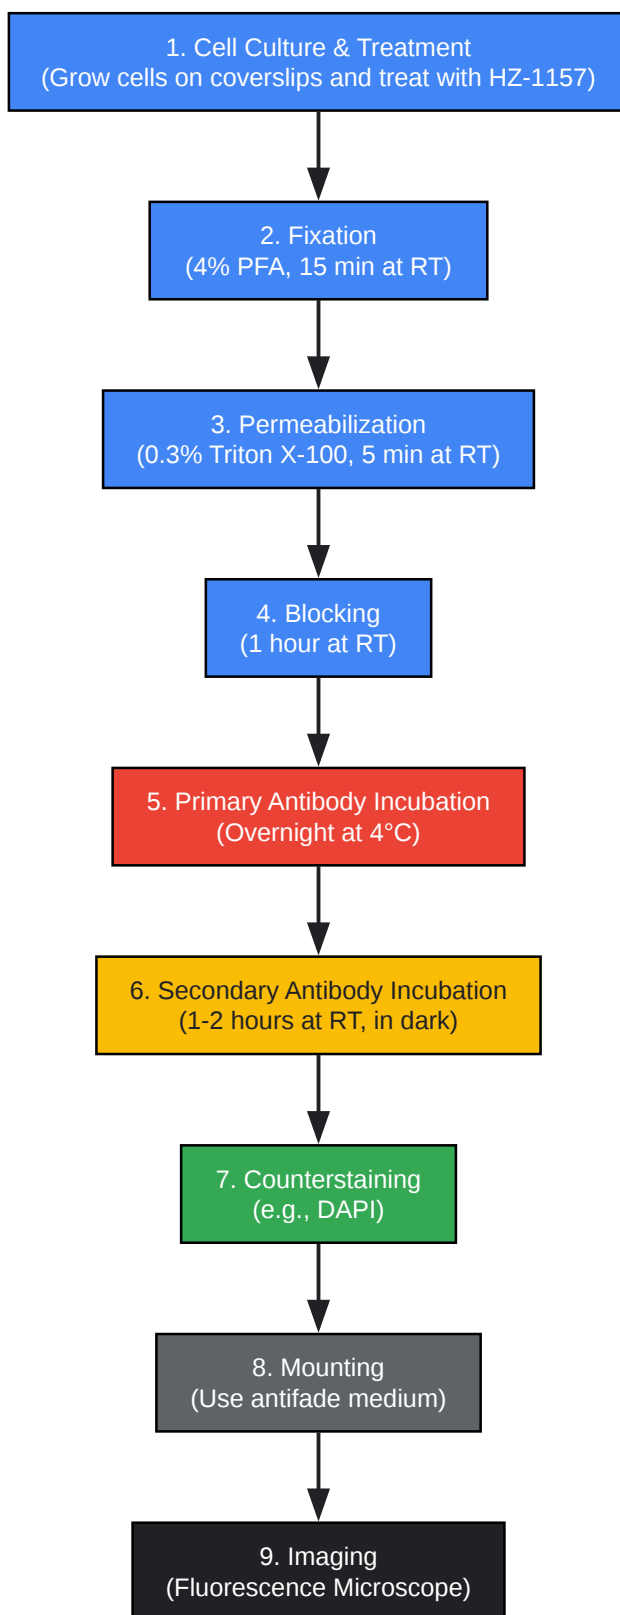 1. Cell Culture & Treatment
(Grow cells on coverslips and treat with HZ-1157)
2. Fixation
(4% PFA, 15 min at RT)
3. Permeabilization
(0.3% Triton X-100, 5 min at RT)
4. Blocking
(1 hour at RT)
5. Primary Antibody Incubation
(Overnight at 4°C)
6. Secondary Antibody Incubation
(1-2 hours at RT, in dark)
7. Counterstaining
(e.g., DAPI)
8. Mounting
(Use antifade medium)
9. Imaging
(Fluorescence Microscope)